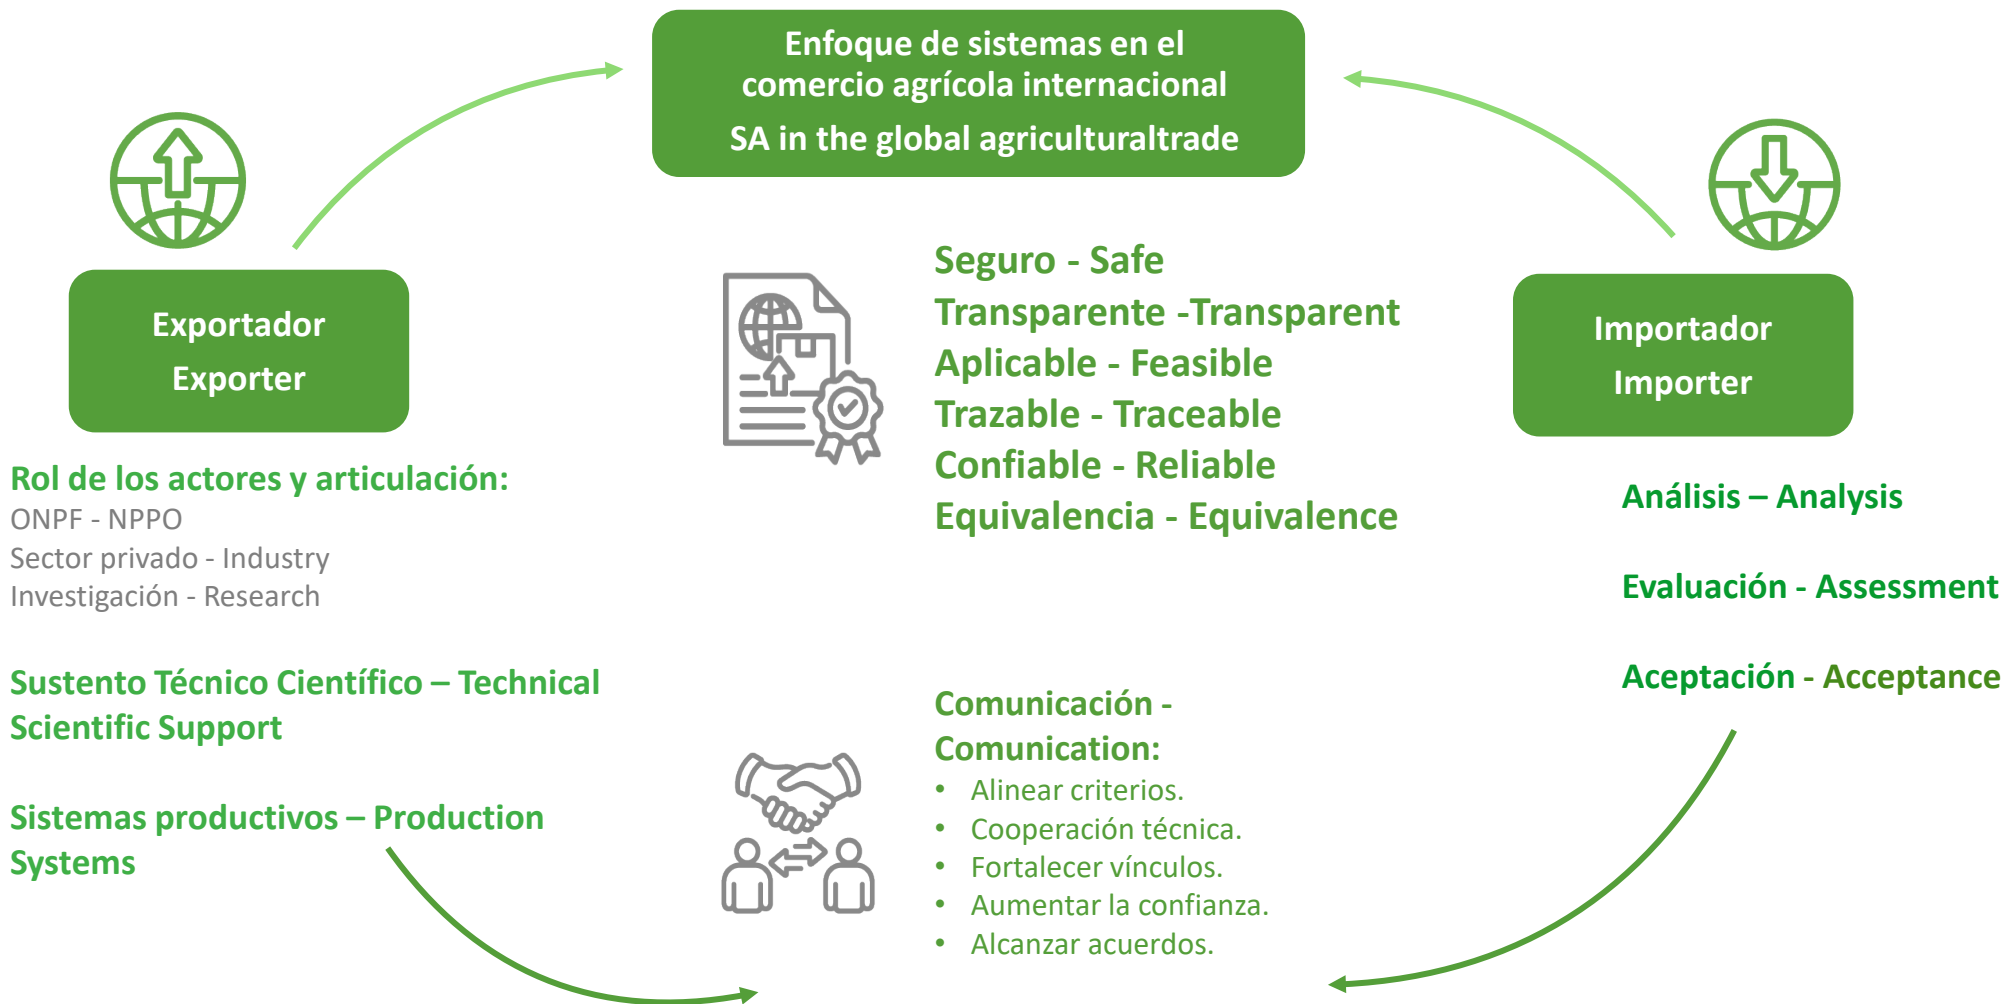 Enfoque de sistemas en el
comercio agrícola internacional
SA in the global agriculturaltrade
Exportador
Exporter
Rol de los actores y articulación:
ONPF - NPPO
Sector privado - Industry
Investigación - Research
Sustento Técnico Científico – Technical
Scientific Support
Sistemas productivos – Production
Systems
Seguro - Safe
Transparente -Transparent
Aplicable - Feasible
Trazable - Traceable
Confiable - Reliable
Equivalencia - Equivalence
Comunicación -
Comunication:
• Alinear criterios.
• Cooperación técnica.
• Fortalecer vínculos.
• Aumentar la confianza.
• Alcanzar acuerdos.
Importador
Importer
Análisis – Analysis
Evaluación - Assessment
Aceptación - Acceptance